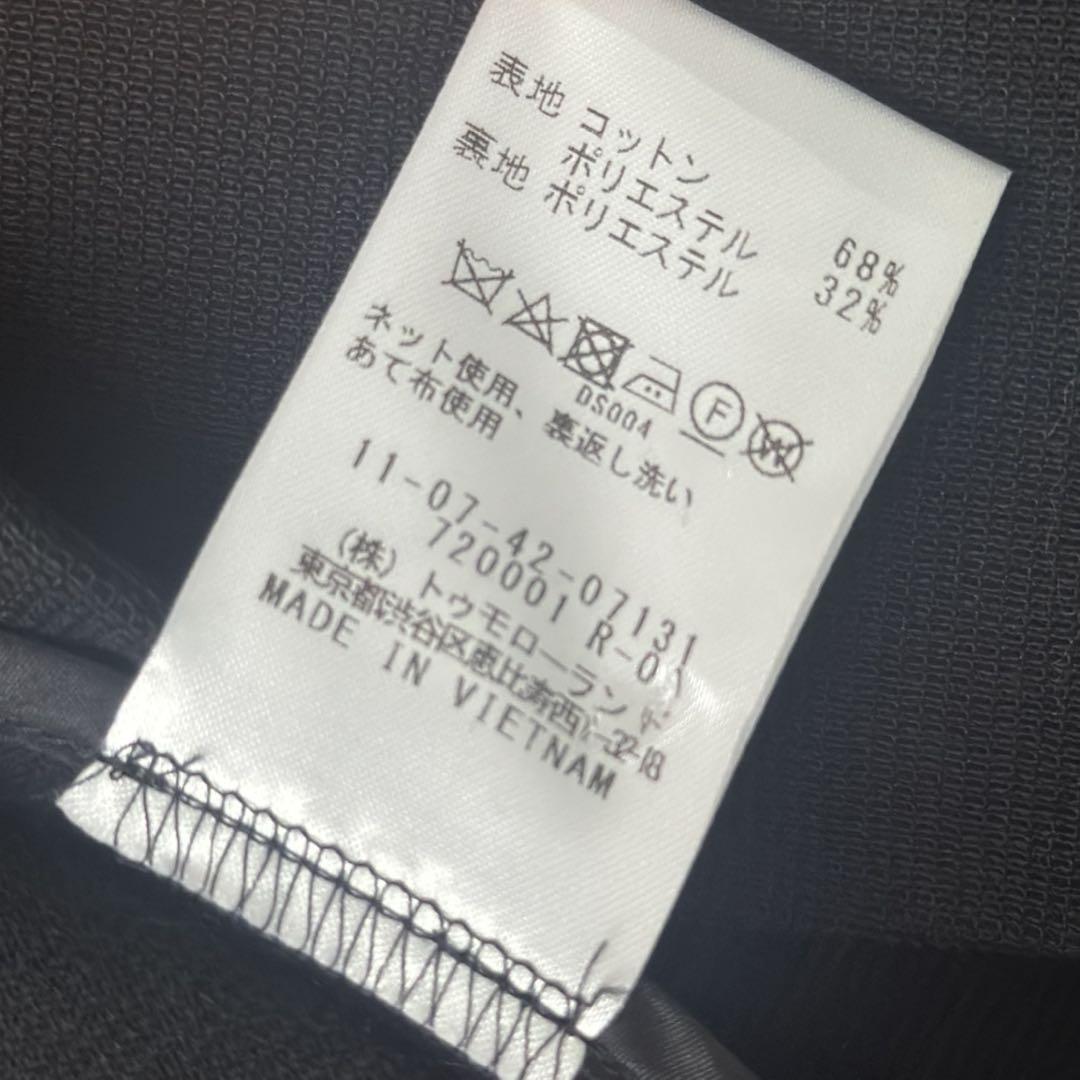 表地 コットン 68%
ポリエステル 32%
裏地 ポリエステル
F
W
DS004
ネット使用、裏返し洗い
あて布使用
11-07-42-07131
720001 R-0
(株)トゥモローランド
東京都渋谷区恵比寿西1-32-18
MADE IN VIETNAM